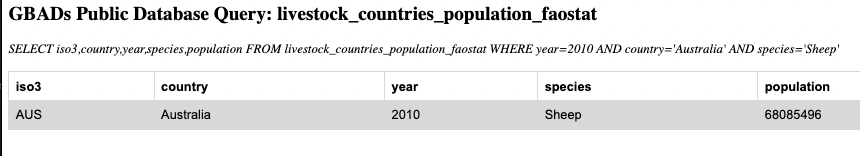 GBADs Public Database Query: livestock_countries_population_faostat
SELECT iso3,country,year,species,population FROM livestock_countries_population_faostat WHERE year=2010 AND country='Australia' AND species='Sheep'
iso3 country year species population
AUS Australia 2010 Sheep 68085496